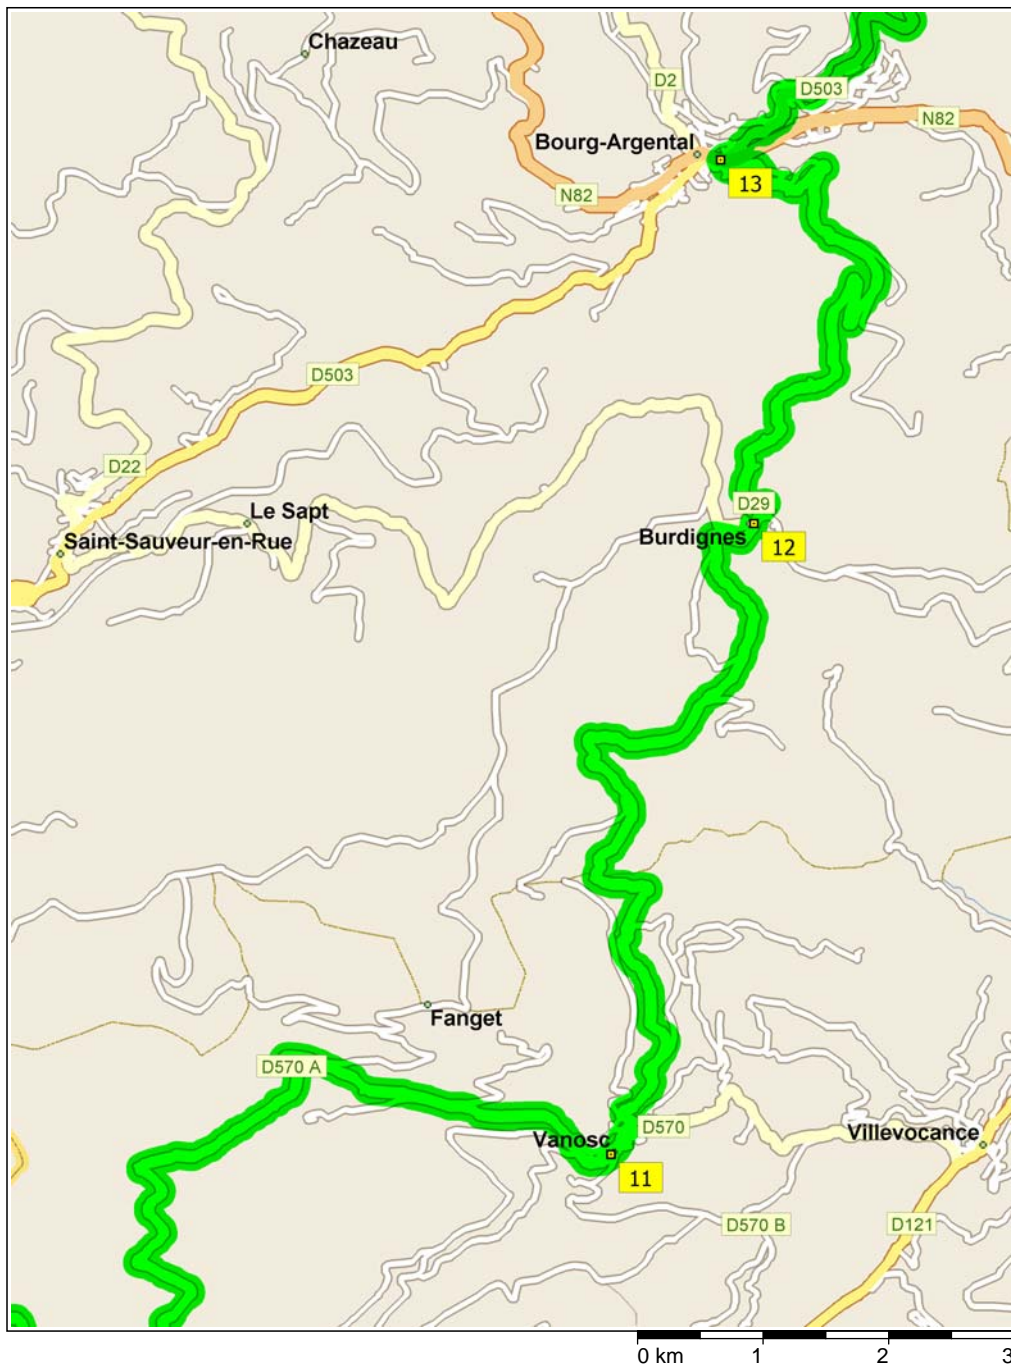 Chazeau
D2
D503
N82
Bourg-Argental
13
N82
D503
D22
Le Sapt
D29
Saint-Sauveur-en-Rue
Burdignes
12
Fanget
D570 A
D570
Vanosc
Villevocance
11
D570 B
D121
0 km 1 2 3